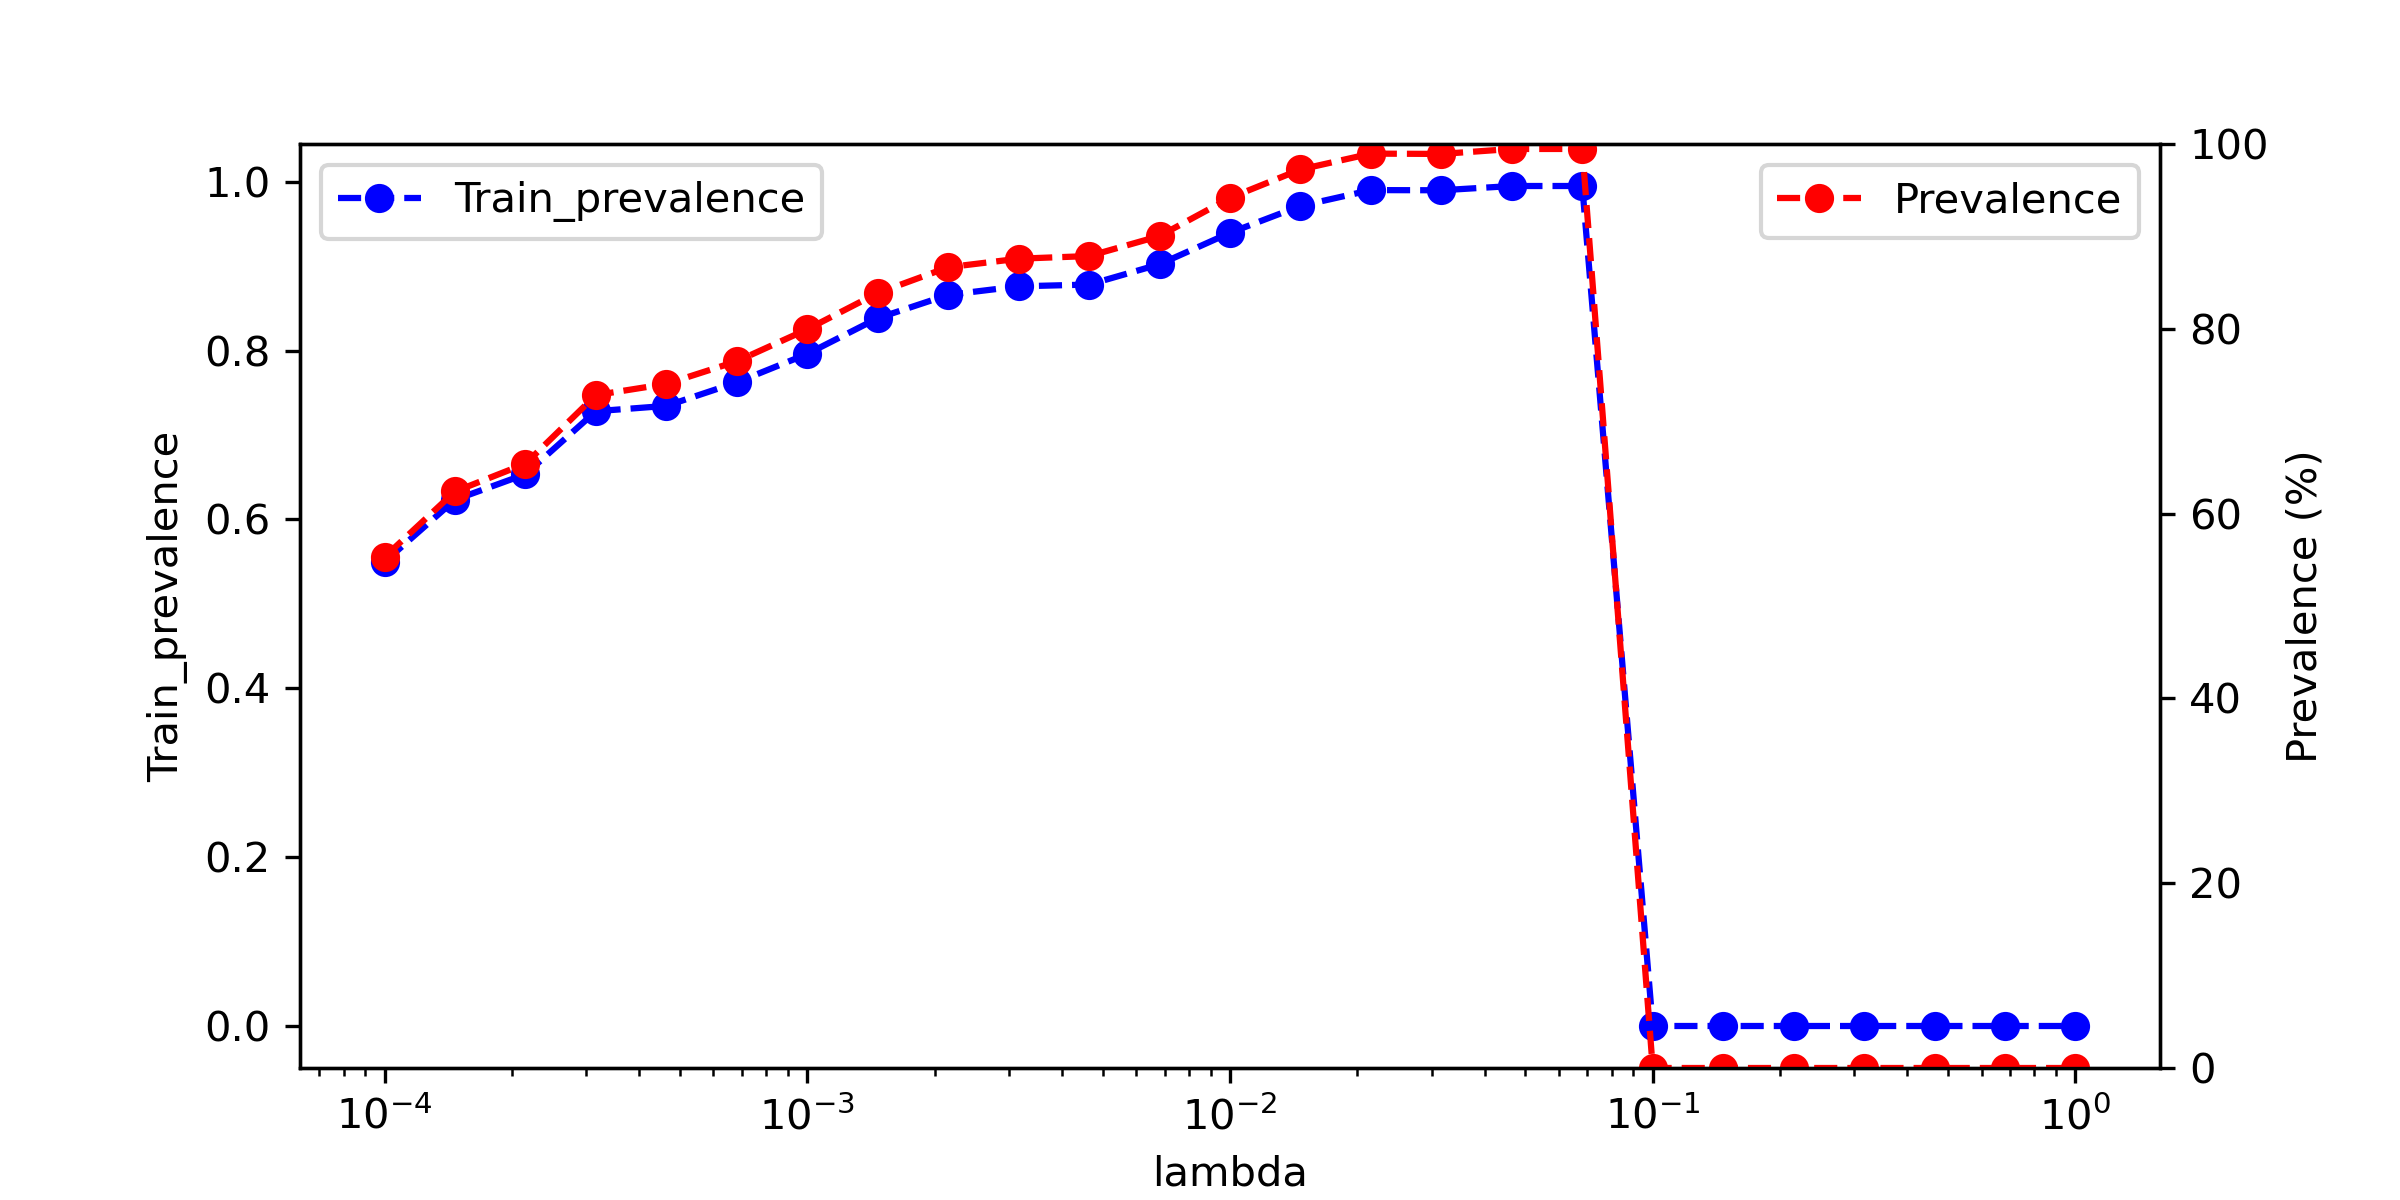 Train_prevalence
Prevalence
1.0
0.8
0.6
0.4
0.2
0.0
Train_prevalence
100
80
60
40
20
0
Prevalence (%)
10⁻⁴ 10⁻³ 10⁻² 10⁻¹ 10⁰
lambda